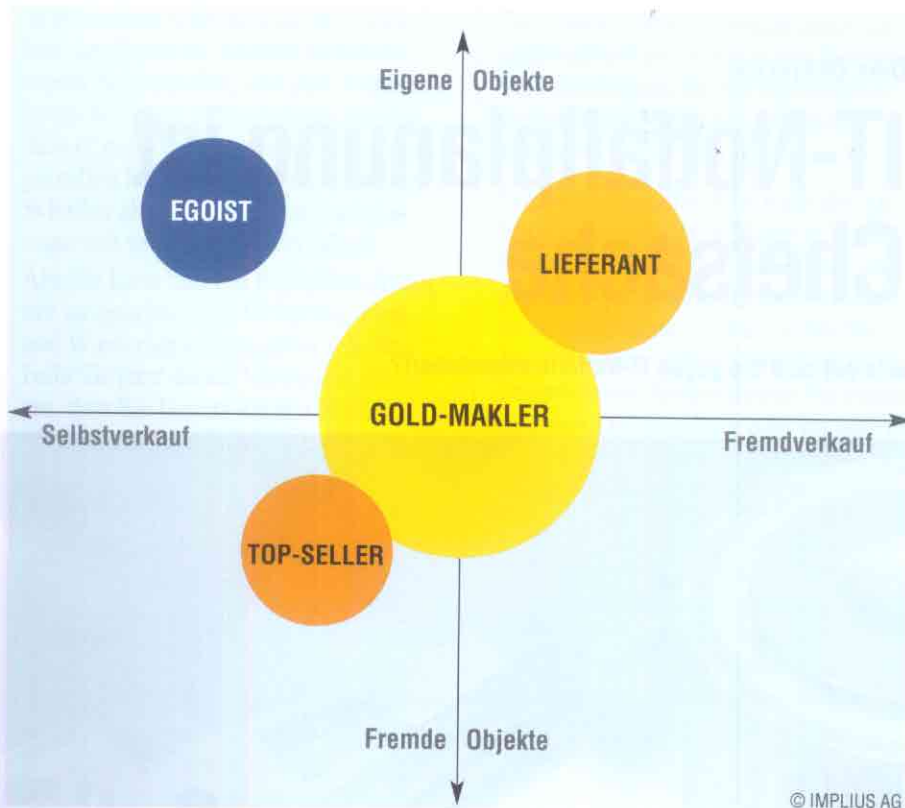 Eigene Objekte
EGOIST
LIEFERANT
GOLD-MAKLER
Selbstverkauf
Fremdverkauf
TOP-SELLER
Fremde Objekte
© IMPLIUS AG